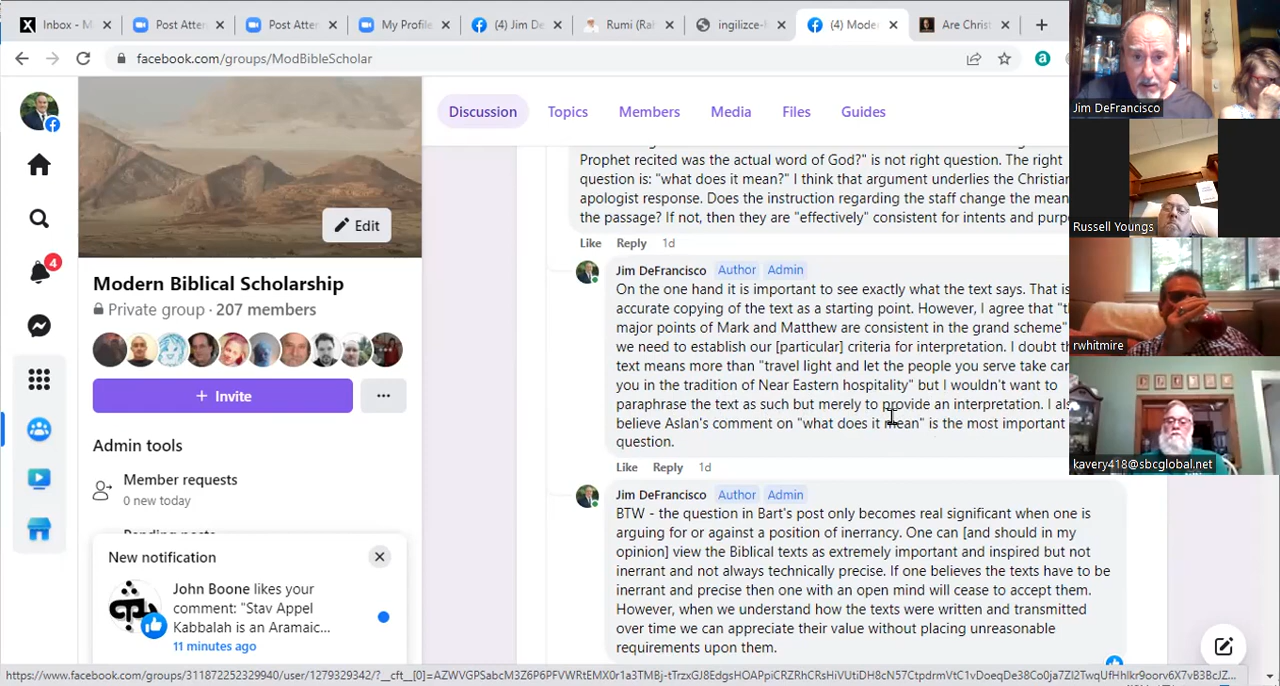 Inbox - M
Post Atten
Post Atten
My Profile
(4) Jim De
Rumi (Rah
ingilizce-k
(4) Moder
Are Christ
facebook.com/groups/ModBibleScholar
Edit
Modern Biblical Scholarship
Private group · 207 members
+ Invite
Admin tools
Member requests
0 new today
4
New notification
John Boone likes your
comment: "Stav Appel
Kabbalah is an Aramaic...
11 minutes ago
Discussion
Topics
Members
Media
Files
Guides
Prophet recited was the ectual word of God?" is not right question. The right
question is: "what does it mean?" I think that argument underlies the Christian
apologist response. Does the instruction regarding the staff change the mean
the passage? If not, then they are "effectively" consistent for intents and purp
Like Reply 1d
Jim DeFrancisco Author Admin
On the one hand it is important to see exactly what the text says. That is
accurate copying of the text as a starting point. However, I agree that "t
major points of Mark and Matthew are consistent in the grand scheme"
we need to establish our [particular] criteria for interpretation. I doubt th
text means more than "travel light and let the people you serve take car
you in the tradition of Near Eastern hospitality" but I wouldn't want to
paraphrase the text as such but merely to provide an interpretation. I als
believe Aslan's comment on "what does it mean" is the most important
question.
Like Reply 1d
Jim DeFrancisco Author Admin
BTW - the question in Bart's post only becomes real significant when one is
arguing for or against a position of inerrancy. One can [and should in my
opinion] view the Biblical texts as extremely important and inspired but not
inerrant and not always technically precise. If one believes the texts have to be
inerrant and precise then one with an open mind will cease to accept them.
However, when we understand how the texts were written and transmitted
over time we can appreciate their value without placing unreasonable
requirements upon them.
Jim DeFrancisco
Russell Youngs
rwhitmire
kavery418@sbcglobal.net